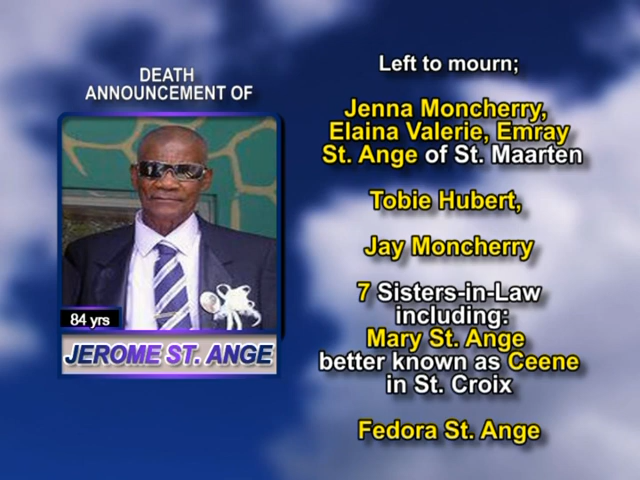 DEATH
ANNOUNCEMENT OF
84 yrs
JEROME ST. ANGE
Left to mourn;
Jenna Moncherry,
Elaina Valerie, Emray
St. Ange of St. Maarten
Tobie Hubert,
Jay Moncherry
7 Sisters-in-Law
including:
Mary St. Ange
better known as Ceene
in St. Croix
Fedora St. Ange